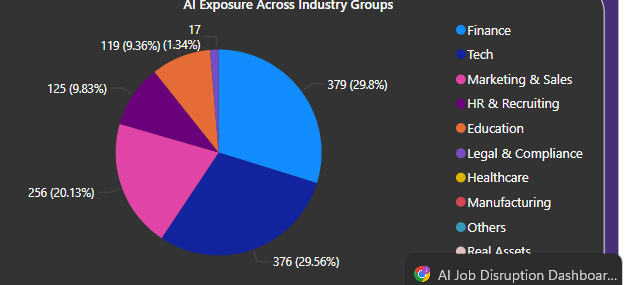 AI Exposure Across Industry Groups
17
119 (9.36%) (1.34%)
125 (9.83%)
379 (29.8%)
256 (20.13%)
376 (29.56%)
Finance
Tech
Marketing & Sales
HR & Recruiting
Education
Legal & Compliance
Healthcare
Manufacturing
Others
Real Assets
AI Job Disruption Dashboar...